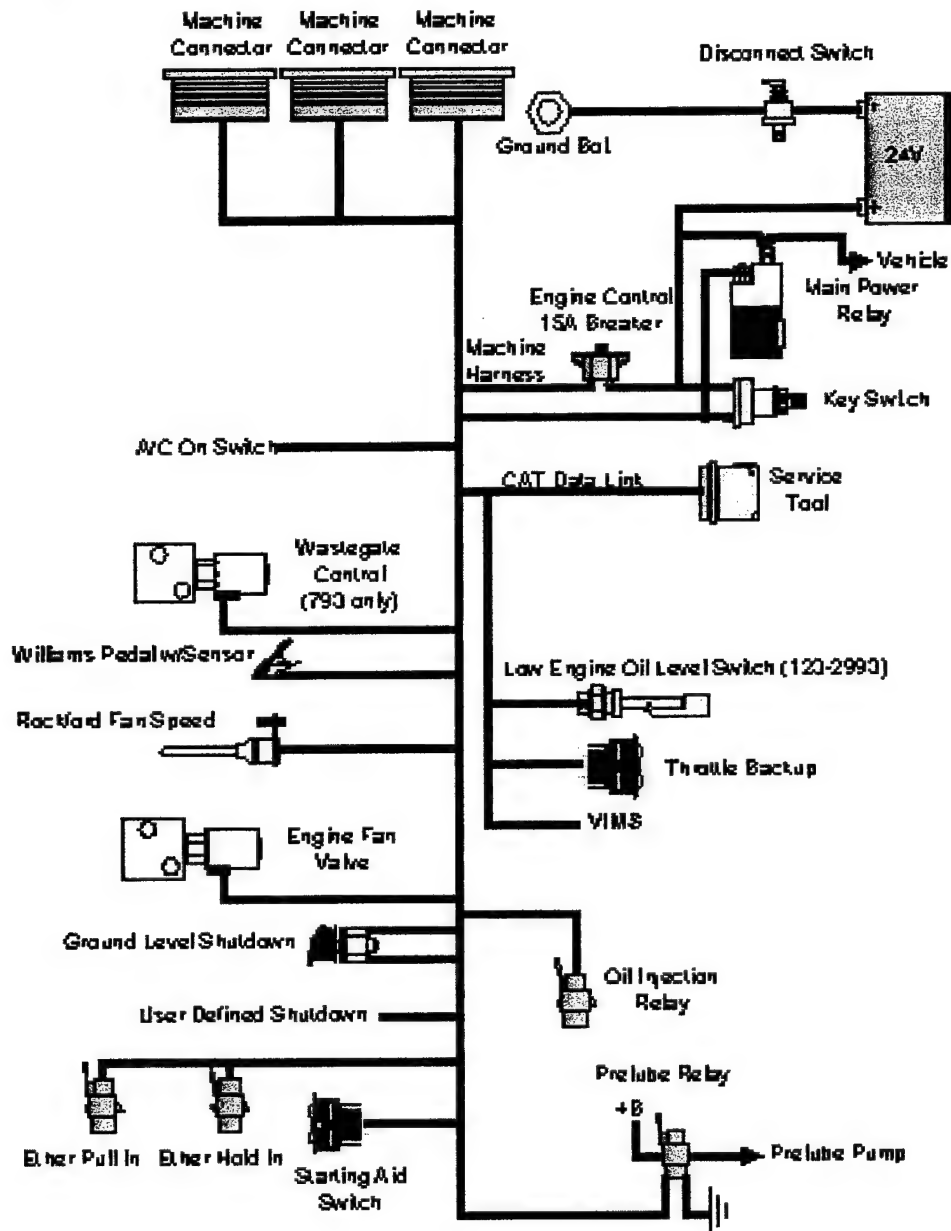 Machine
Connector
Machine
Connector
Machine
Connector
Disconnect Switch
Ground Bol
24V
+
Vehicle
Main Power
Relay
Engine Control
15A Breaker
Machine
Harness
Key Switch
A/C On Switch
CAT Data Link
Service
Tool
Wastegate
Control
(793 only)
Williams Pedal w/Sensor
Low Engine Oil Level Switch (123-2993)
Rockford Fan Speed
Throttle Backup
VIMS
Engine Fan
Valve
Ground Level Shutdown
Oil Injection
Relay
User Defined Shutdown
Prelube Relay
+B
Ether Pull In
Ether Hold In
Starting Aid
Switch
Prelube Pump